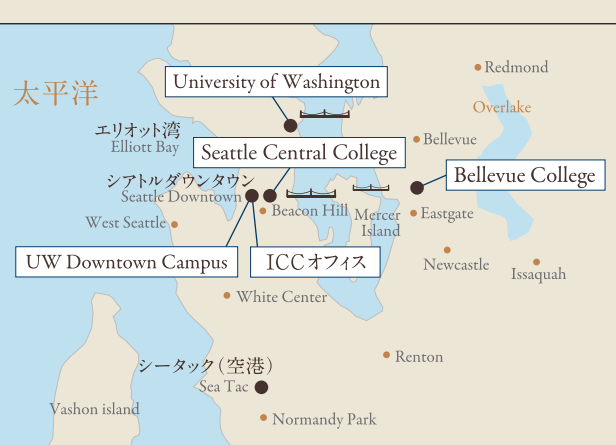 Redmond
University of Washington
太平洋
Overlake
エリオット湾
Elliott Bay
Bellevue
Seattle Central College
Bellevue College
シアトルダウンタウン
Seattle Downtown
Beacon Hill
Mercer
Island
Eastgate
West Seattle
UW Downtown Campus
ICCオフィス
Newcastle
Issaquah
White Center
Renton
シータック（空港）
Sea Tac
Vashon island
Normandy Park